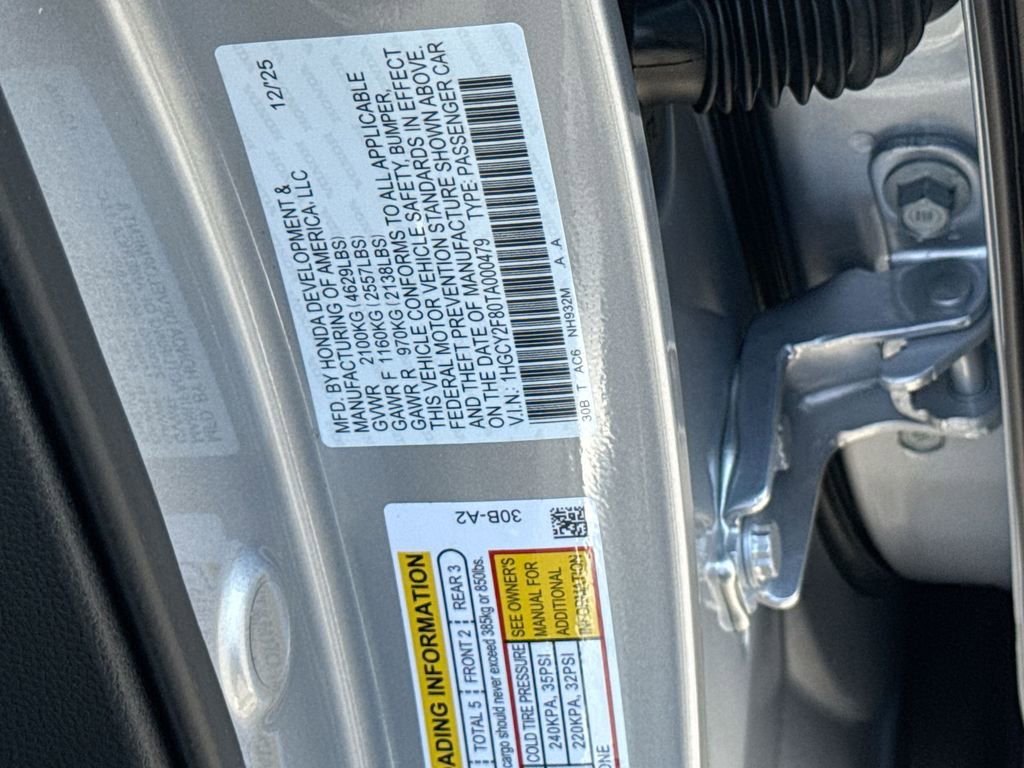 12/25
MFD. BY HONDA DEVELOPMENT &
MANUFACTURING OF AMERICA, LLC
GVWR 2100KG ( 4629LBS)
GAWR F 1160KG ( 2557LBS)
GAWR R 970KG ( 2138LBS)
THIS VEHICLE CONFORMS TO ALL APPLICABLE
FEDERAL MOTOR VEHICLE SAFETY, BUMPER,
AND THEFT PREVENTION STANDARDS IN EFFECT
ON THE DATE OF MANUFACTURE SHOWN ABOVE.
V.I.N.: 1HGCY2F80TA000479 TYPE: PASSENGER CAR
30B T AC6 NH932M A A
30B-A2
ADING INFORMATION
TOTAL 5 FRONT 2 REAR 3
cargo should never exceed 385kg or 850lbs.
COLD TIRE PRESSURE
240KPA, 35PSI
220KPA, 32PSI
SEE OWNER'S
MANUAL FOR
ADDITIONAL
INFORMATION
ONE